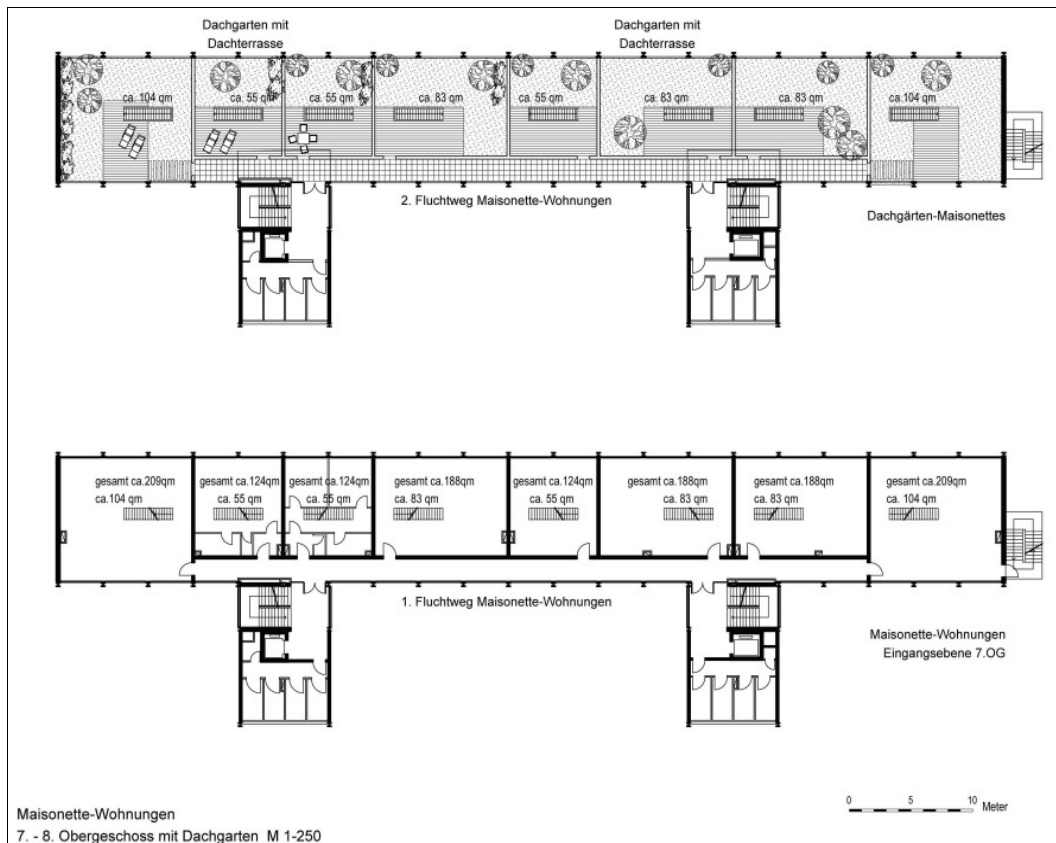 Dachgarten mit
Dachterrasse
Dachgarten mit
Dachterrasse
ca. 104 qm
ca. 55 qm
ca. 55 qm
ca. 83 qm
ca. 55 qm
ca. 83 qm
ca. 83 qm
ca. 104 qm
2. Fluchtweg Maisonette-Wohnungen
Dachgärten-Maisonettes
gesamt ca.209qm
ca.104 qm
gesamt ca.124qm
ca. 55 qm
gesamt ca.124qm
ca. 55 qm
gesamt ca.188qm
ca. 83 qm
gesamt ca.124qm
ca. 55 qm
gesamt ca.188qm
ca. 83 qm
gesamt ca.188qm
ca. 83 qm
gesamt ca.209qm
ca. 104 qm
1. Fluchtweg Maisonette-Wohnungen
Maisonette-Wohnungen
Eingangsebene 7.OG
0 5 10 Meter
Maisonette-Wohnungen
7. - 8. Obergeschoss mit Dachgarten M 1-250